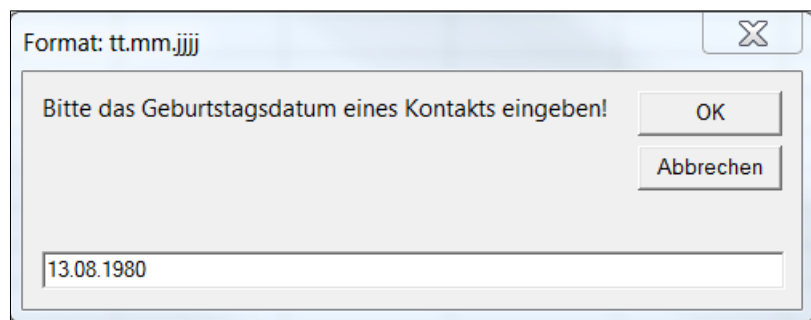 Format: tt.mm.jjjj
Bitte das Geburtstagsdatum eines Kontakts eingeben!
OK
Abbrechen
13.08.1980